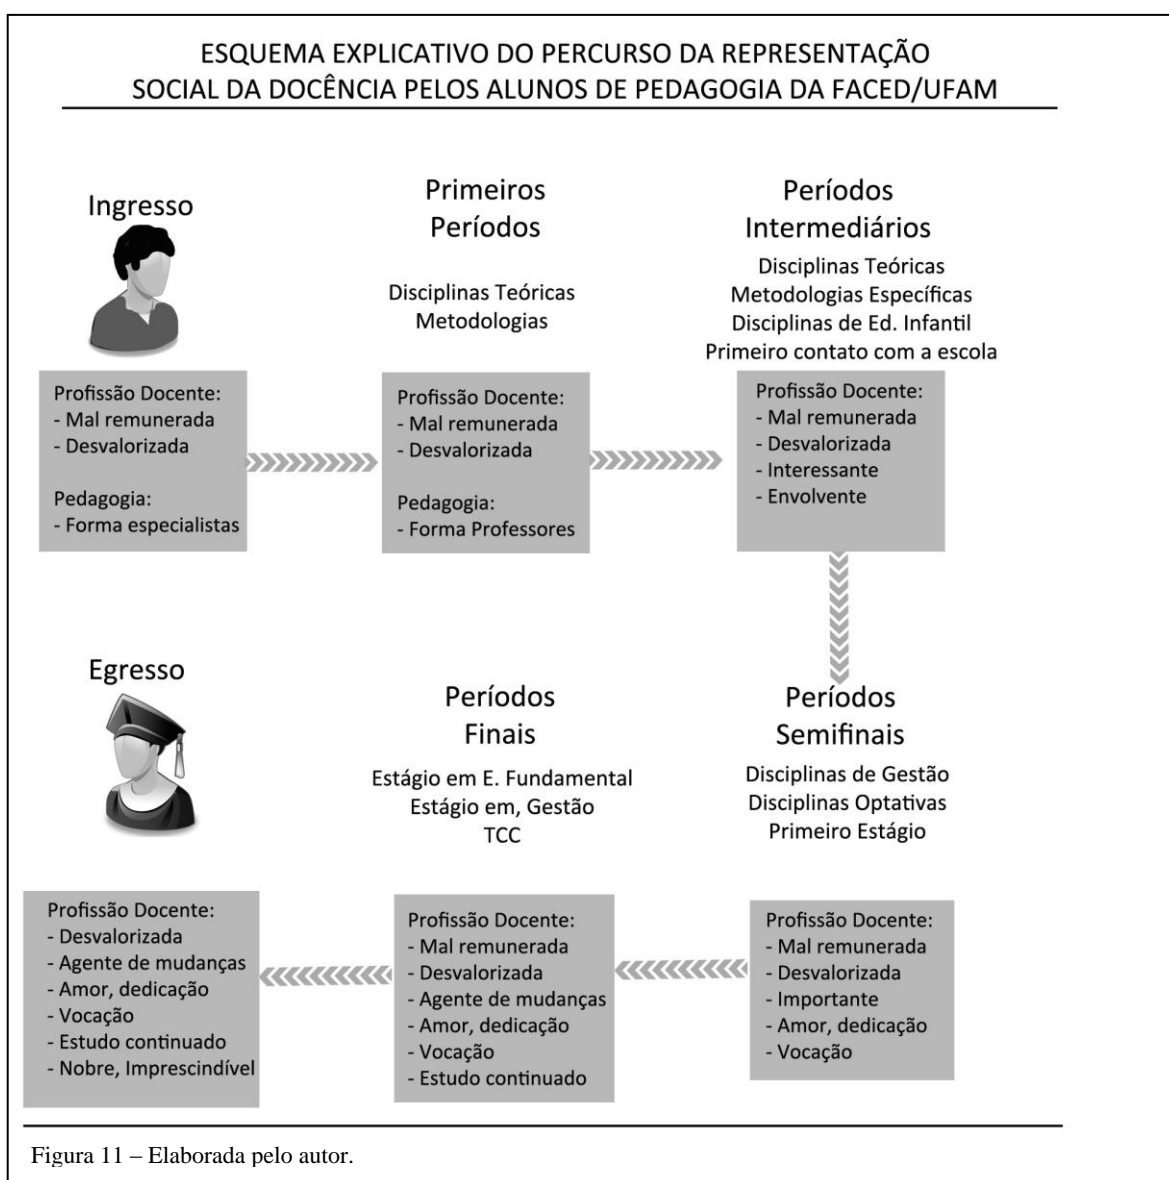 ESQUEMA EXPLICATIVO DO PERCURSO DA REPRESENTAÇÃO
SOCIAL DA DOCÊNCIA PELOS ALUNOS DE PEDAGOGIA DA FACED/UFAM
Ingresso
Profissão Docente:
- Mal remunerada
- Desvalorizada
Pedagogia:
- Forma especialistas
Primeiros
Períodos
Disciplinas Teóricas
Metodologias
Profissão Docente:
- Mal remunerada
- Desvalorizada
Pedagogia:
- Forma Professores
Períodos
Intermediários
Disciplinas Teóricas
Metodologias Específicas
Disciplinas de Ed. Infantil
Primeiro contato com a escola
Profissão Docente:
- Mal remunerada
- Desvalorizada
- Interessante
- Envolvente
Períodos
Semifinais
Disciplinas de Gestão
Disciplinas Optativas
Primeiro Estágio
Profissão Docente:
- Mal remunerada
- Desvalorizada
- Importante
- Amor, dedicação
- Vocação
Períodos
Finais
Estágio em E. Fundamental
Estágio em, Gestão
TCC
Profissão Docente:
- Mal remunerada
- Desvalorizada
- Agente de mudanças
- Amor, dedicação
- Vocação
- Estudo continuado
Egresso
Profissão Docente:
- Desvalorizada
- Agente de mudanças
- Amor, dedicação
- Vocação
- Estudo continuado
- Nobre, Imprescindível
Figura 11 – Elaborada pelo autor.